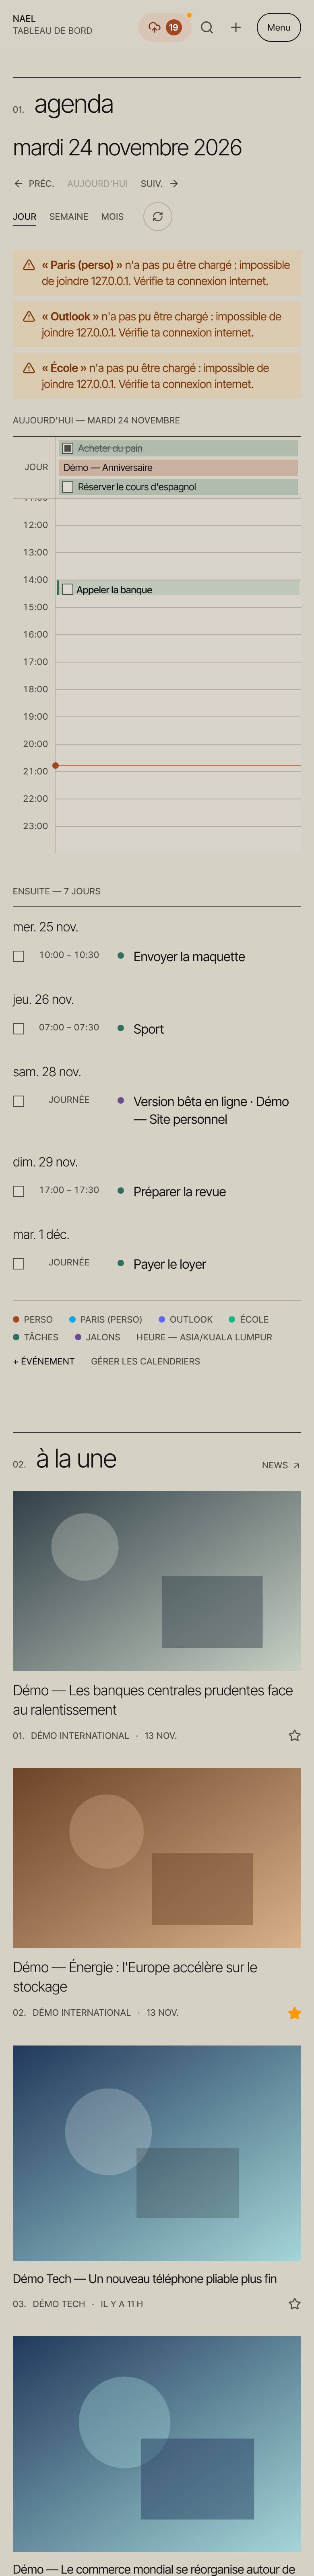 NAEL
TABLEAU DE BORD
19
Menu
01. agenda
mardi 24 novembre 2026
PRÉC. AUJOURD'HUI SUIV.
JOUR SEMAINE MOIS
« Paris (perso) » n'a pas pu être chargé : impossible
de joindre 127.0.0.1. Vérifie ta connexion internet.
« Outlook » n'a pas pu être chargé : impossible de
joindre 127.0.0.1. Vérifie ta connexion internet.
« École » n'a pas pu être chargé : impossible de
joindre 127.0.0.1. Vérifie ta connexion internet.
AUJOURD'HUI — MARDI 24 NOVEMBRE
Acheter du pain
JOUR
Démo — Anniversaire
Réserver le cours d'espagnol
11:00
12:00
13:00
14:00
Appeler la banque
15:00
16:00
17:00
18:00
19:00
20:00
21:00
22:00
23:00
ENSUITE — 7 JOURS
mer. 25 nov.
10:00 – 10:30 Envoyer la maquette
jeu. 26 nov.
07:00 – 07:30 Sport
sam. 28 nov.
JOURNÉE Version bêta en ligne · Démo
— Site personnel
dim. 29 nov.
17:00 – 17:30 Préparer la revue
mar. 1 déc.
JOURNÉE Payer le loyer
PERSO PARIS (PERSO) OUTLOOK ÉCOLE
TÂCHES JALONS HEURE — ASIA/KUALA LUMPUR
+ ÉVÉNEMENT GÉRER LES CALENDRIERS
02. à la une
NEWS
Démo — Les banques centrales prudentes face
au ralentissement
01. DÉMO INTERNATIONAL · 13 NOV.
Démo — Énergie : l'Europe accélère sur le
stockage
02. DÉMO INTERNATIONAL · 13 NOV.
Démo Tech — Un nouveau téléphone pliable plus fin
03. DÉMO TECH · IL Y A 11 H
Démo — Le commerce mondial se réorganise autour de